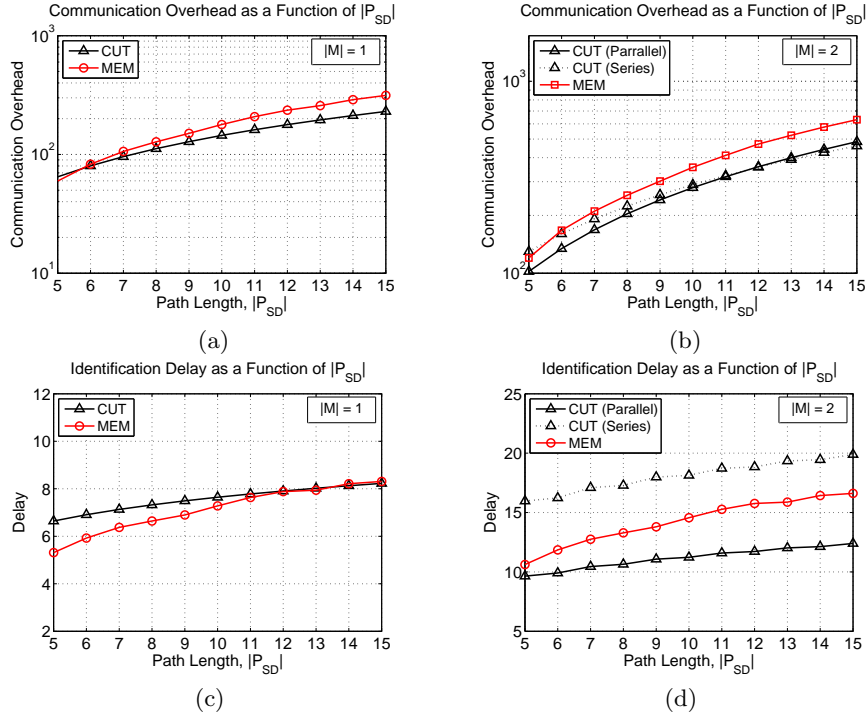 Communication Overhead as a Function of |P_SD|
10^3
CUT
MEM
|M| = 1
Communication Overhead
10^2
10^1
5 6 7 8 9 10 11 12 13 14 15
Path Length, |P_SD|
(a)
Communication Overhead as a Function of |P_SD|
CUT (Parrallel)
CUT (Series)
MEM
|M| = 2
10^3
Communication Overhead
10^2
5 6 7 8 9 10 11 12 13 14 15
Path Length, |P_SD|
(b)
Identification Delay as a Function of |P_SD|
12
CUT
MEM
|M| = 1
10
8
Delay
6
4
2
5 6 7 8 9 10 11 12 13 14 15
Path Length, |P_SD|
(c)
Identification Delay as a Function of |P_SD|
25
CUT (Parallel)
CUT (Series)
MEM
|M| = 2
20
15
Delay
10
5
5 6 7 8 9 10 11 12 13 14 15
Path Length, |P_SD|
(d)